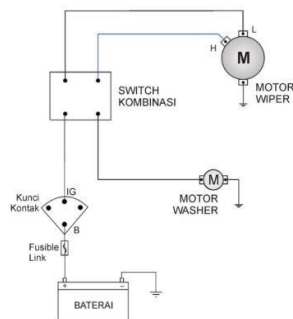 L
H
M
MOTOR
WIPER
SWITCH
KOMBINASI
IG
Kunci
Kontak
M
MOTOR
WASHER
B
Fusible
Link
+ -
BATERAI